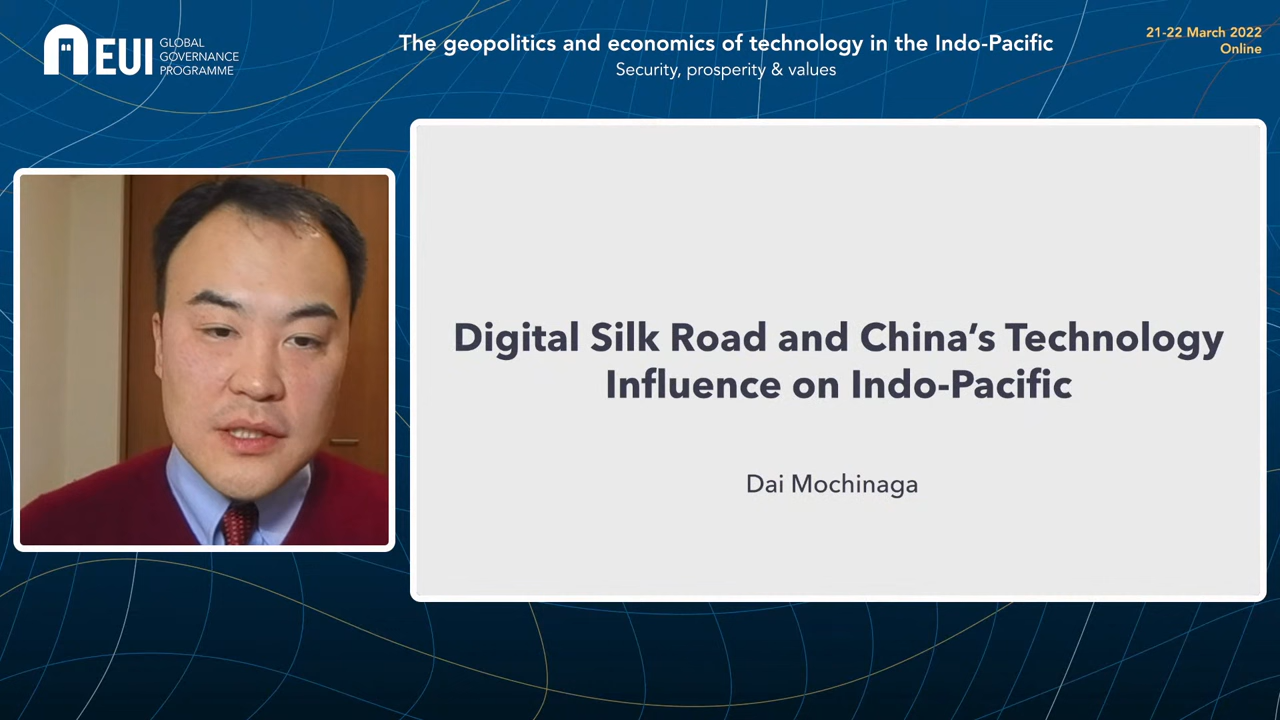 EUI
GLOBAL
GOVERNANCE
PROGRAMME
The geopolitics and economics of technology in the Indo-Pacific
Security, prosperity & values
21-22 March 2022
Online
Digital Silk Road and China’s Technology
Influence on Indo-Pacific
Dai Mochinaga